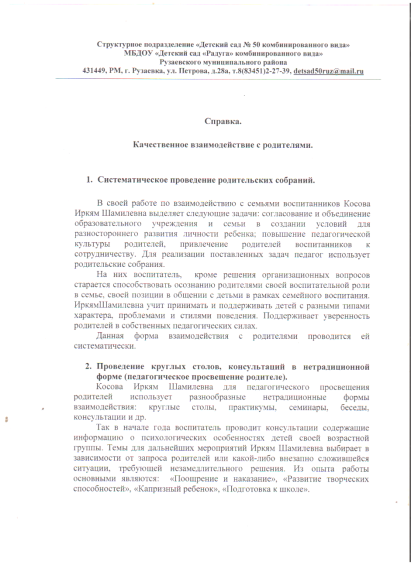 Структурное подразделение «Детский сад № 50 комбинированного вида»
МБДОУ «Детский сад «Радуга» комбинированного вида»
Рузаевского муниципального района
431449, РМ, г. Рузаевка, ул. Петрова, д.28а, т.8(83451)2-27-39, detsad50ruz@mail.ru
Справка.
Качественное взаимодействие с родителями.
1. Систематическое проведение родительских собраний.
В своей работе по взаимодействию с семьями воспитанников Косова
Иркям Шамилевна выделяет следующие задачи: согласование и объединение
образовательного учреждения и семьи в создании условий для
разностороннего развития личности ребенка; повышение педагогической
культуры родителей, привлечение родителей воспитанников к
сотрудничеству. Для реализации поставленных задач педагог использует
родительские собрания.
На них воспитатель, кроме решения организационных вопросов
старается способствовать осознанию родителями своей воспитательной роли
в семье, своей позиции в общении с детьми в рамках семейного воспитания.
ИркямШамилевна учит принимать и поддерживать детей с разными типами
характера, проблемами и стилями поведения. Поддерживает уверенность
родителей в собственных педагогических силах.
Данная форма взаимодействия с родителями проводится ей
систематически.
2. Проведение круглых столов, консультаций в нетрадиционной
форме (педагогическое просвещение родителе).
Косова Иркям Шамилевна для педагогического просвещения
родителей использует разнообразные нетрадиционные формы
взаимодействия: круглые столы, практикумы, семинары, беседы,
консультации и др.
Так в начале года воспитатель проводит консультации содержащие
информацию о психологических особенностях детей своей возрастной
группы. Темы для дальнейших мероприятий Иркям Шамилевна выбирает в
зависимости от запроса родителей или какой-либо внезапно сложившейся
ситуации, требующей незамедлительного решения. Из опыта работы
основными являются: «Поощрение и наказание», «Развитие творческих
способностей», «Капризный ребенок», «Подготовка к школе».